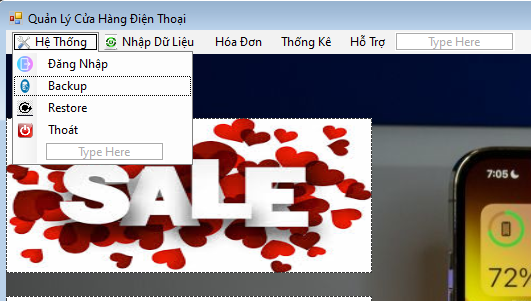 Quản Lý Cửa Hàng Điện Thoại
Hệ Thống Nhập Dữ Liệu Hóa Đơn Thống Kê Hỗ Trợ Type Here
Đăng Nhập
Backup
Restore
Thoát
Type Here
SALE
7:05
72%